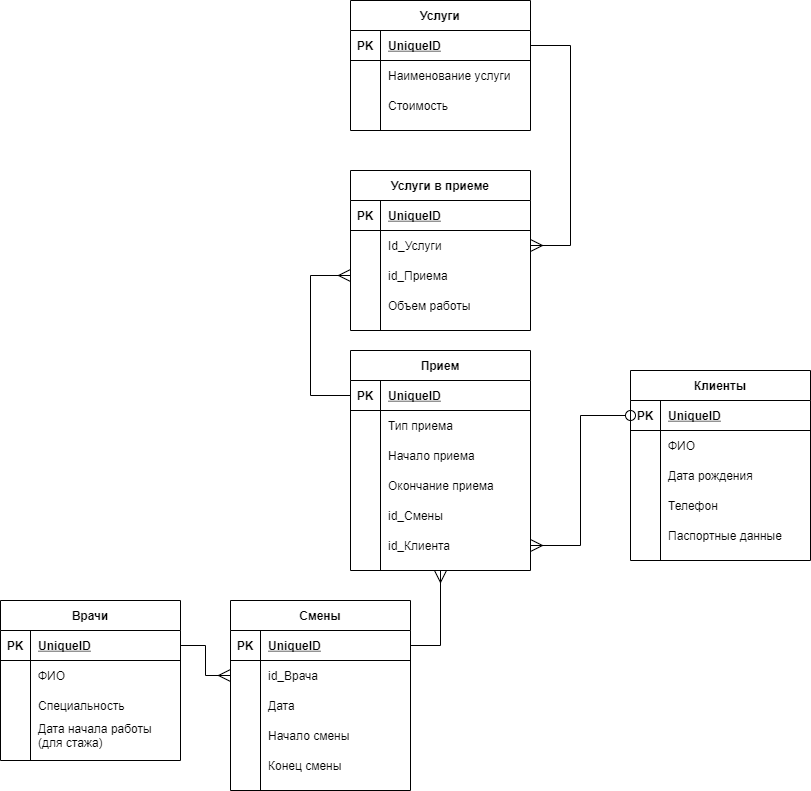 Услуги
PK UniqueID
Наименование услуги
Стоимость
Услуги в приеме
PK UniqueID
Id_Услуги
id_Приема
Объем работы
Прием
PK UniqueID
Тип приема
Начало приема
Окончание приема
id_Смены
id_Клиента
Клиенты
PK UniqueID
ФИО
Дата рождения
Телефон
Паспортные данные
Врачи
PK UniqueID
ФИО
Специальность
Дата начала работы
(для стажа)
Смены
PK UniqueID
id_Врача
Дата
Начало смены
Конец смены